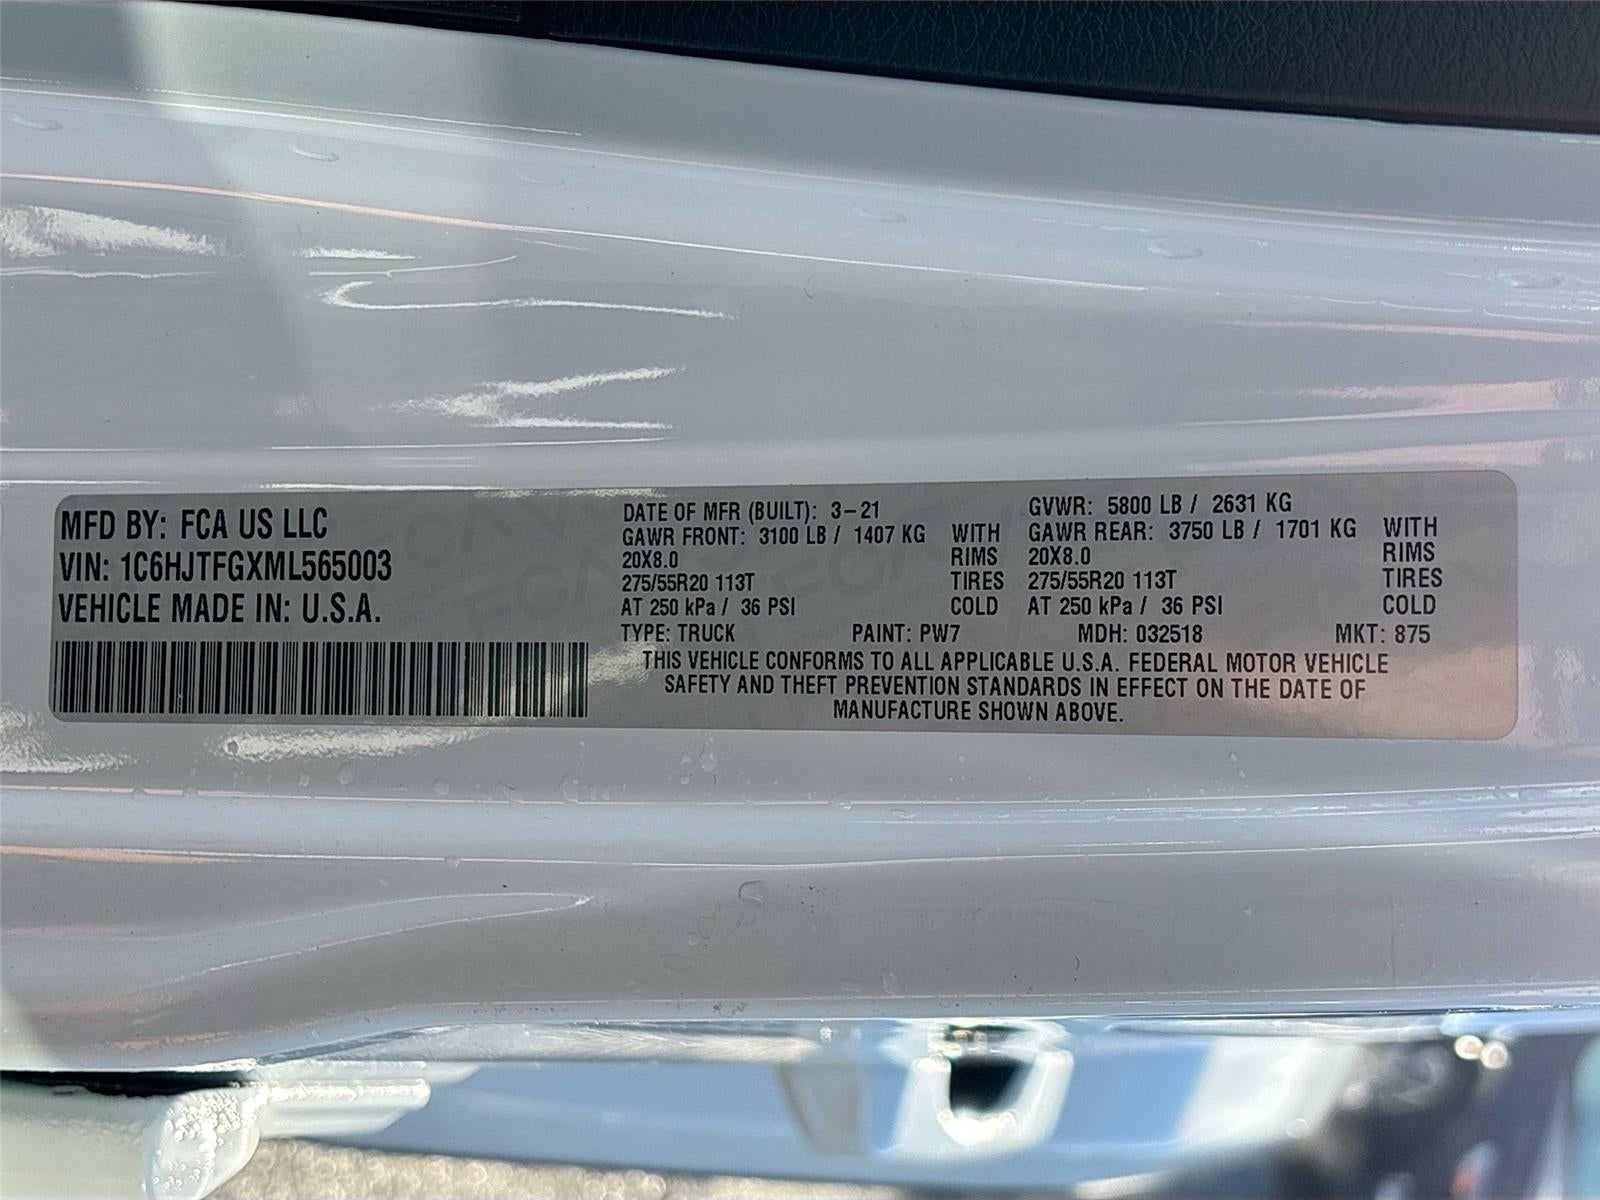 MFD BY: FCA US LLC
VIN: 1C6HJTFGXML565003
VEHICLE MADE IN: U.S.A.
DATE OF MFR (BUILT): 3-21 GVWR: 5800 LB / 2631 KG
GAWR FRONT: 3100 LB / 1407 KG WITH GAWR REAR: 3750 LB / 1701 KG WITH
20X8.0 RIMS 20X8.0 RIMS
275/55R20 113T TIRES 275/55R20 113T TIRES
AT 250 kPa / 36 PSI COLD AT 250 kPa / 36 PSI COLD
TYPE: TRUCK PAINT: PW7 MDH: 032518 MKT: 875
THIS VEHICLE CONFORMS TO ALL APPLICABLE U.S.A. FEDERAL MOTOR VEHICLE
SAFETY AND THEFT PREVENTION STANDARDS IN EFFECT ON THE DATE OF
MANUFACTURE SHOWN ABOVE.